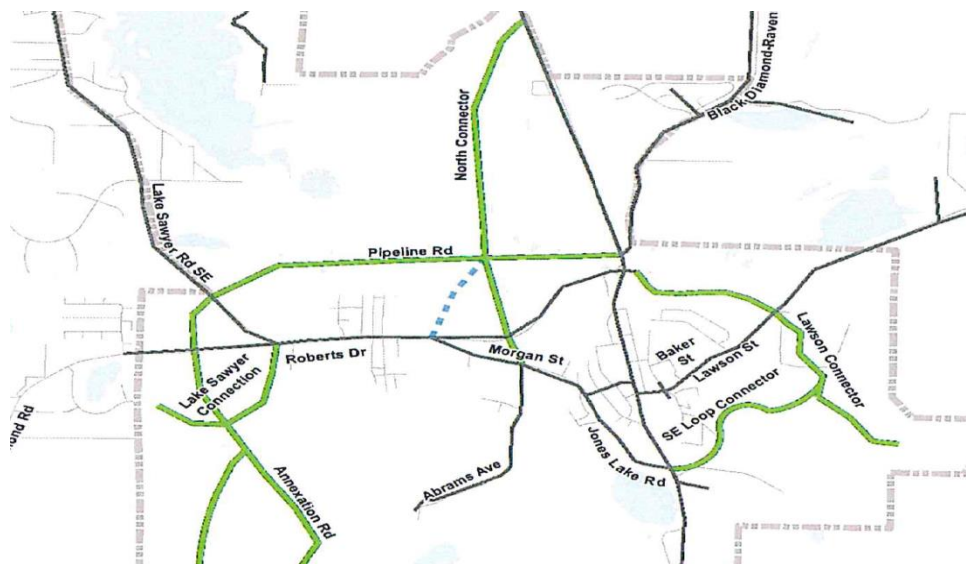 Black Diamond-Raven
North Connector
Lake Sawyer Rd SE
Pipeline Rd
Roberts Dr
Morgan St
Baker
St
Lawson St
Lawson Connector
Lake Sawyer
Connection
SE Loop Connector
ond Rd
Jones Lake Rd
Abrams Ave
Annexation Rd